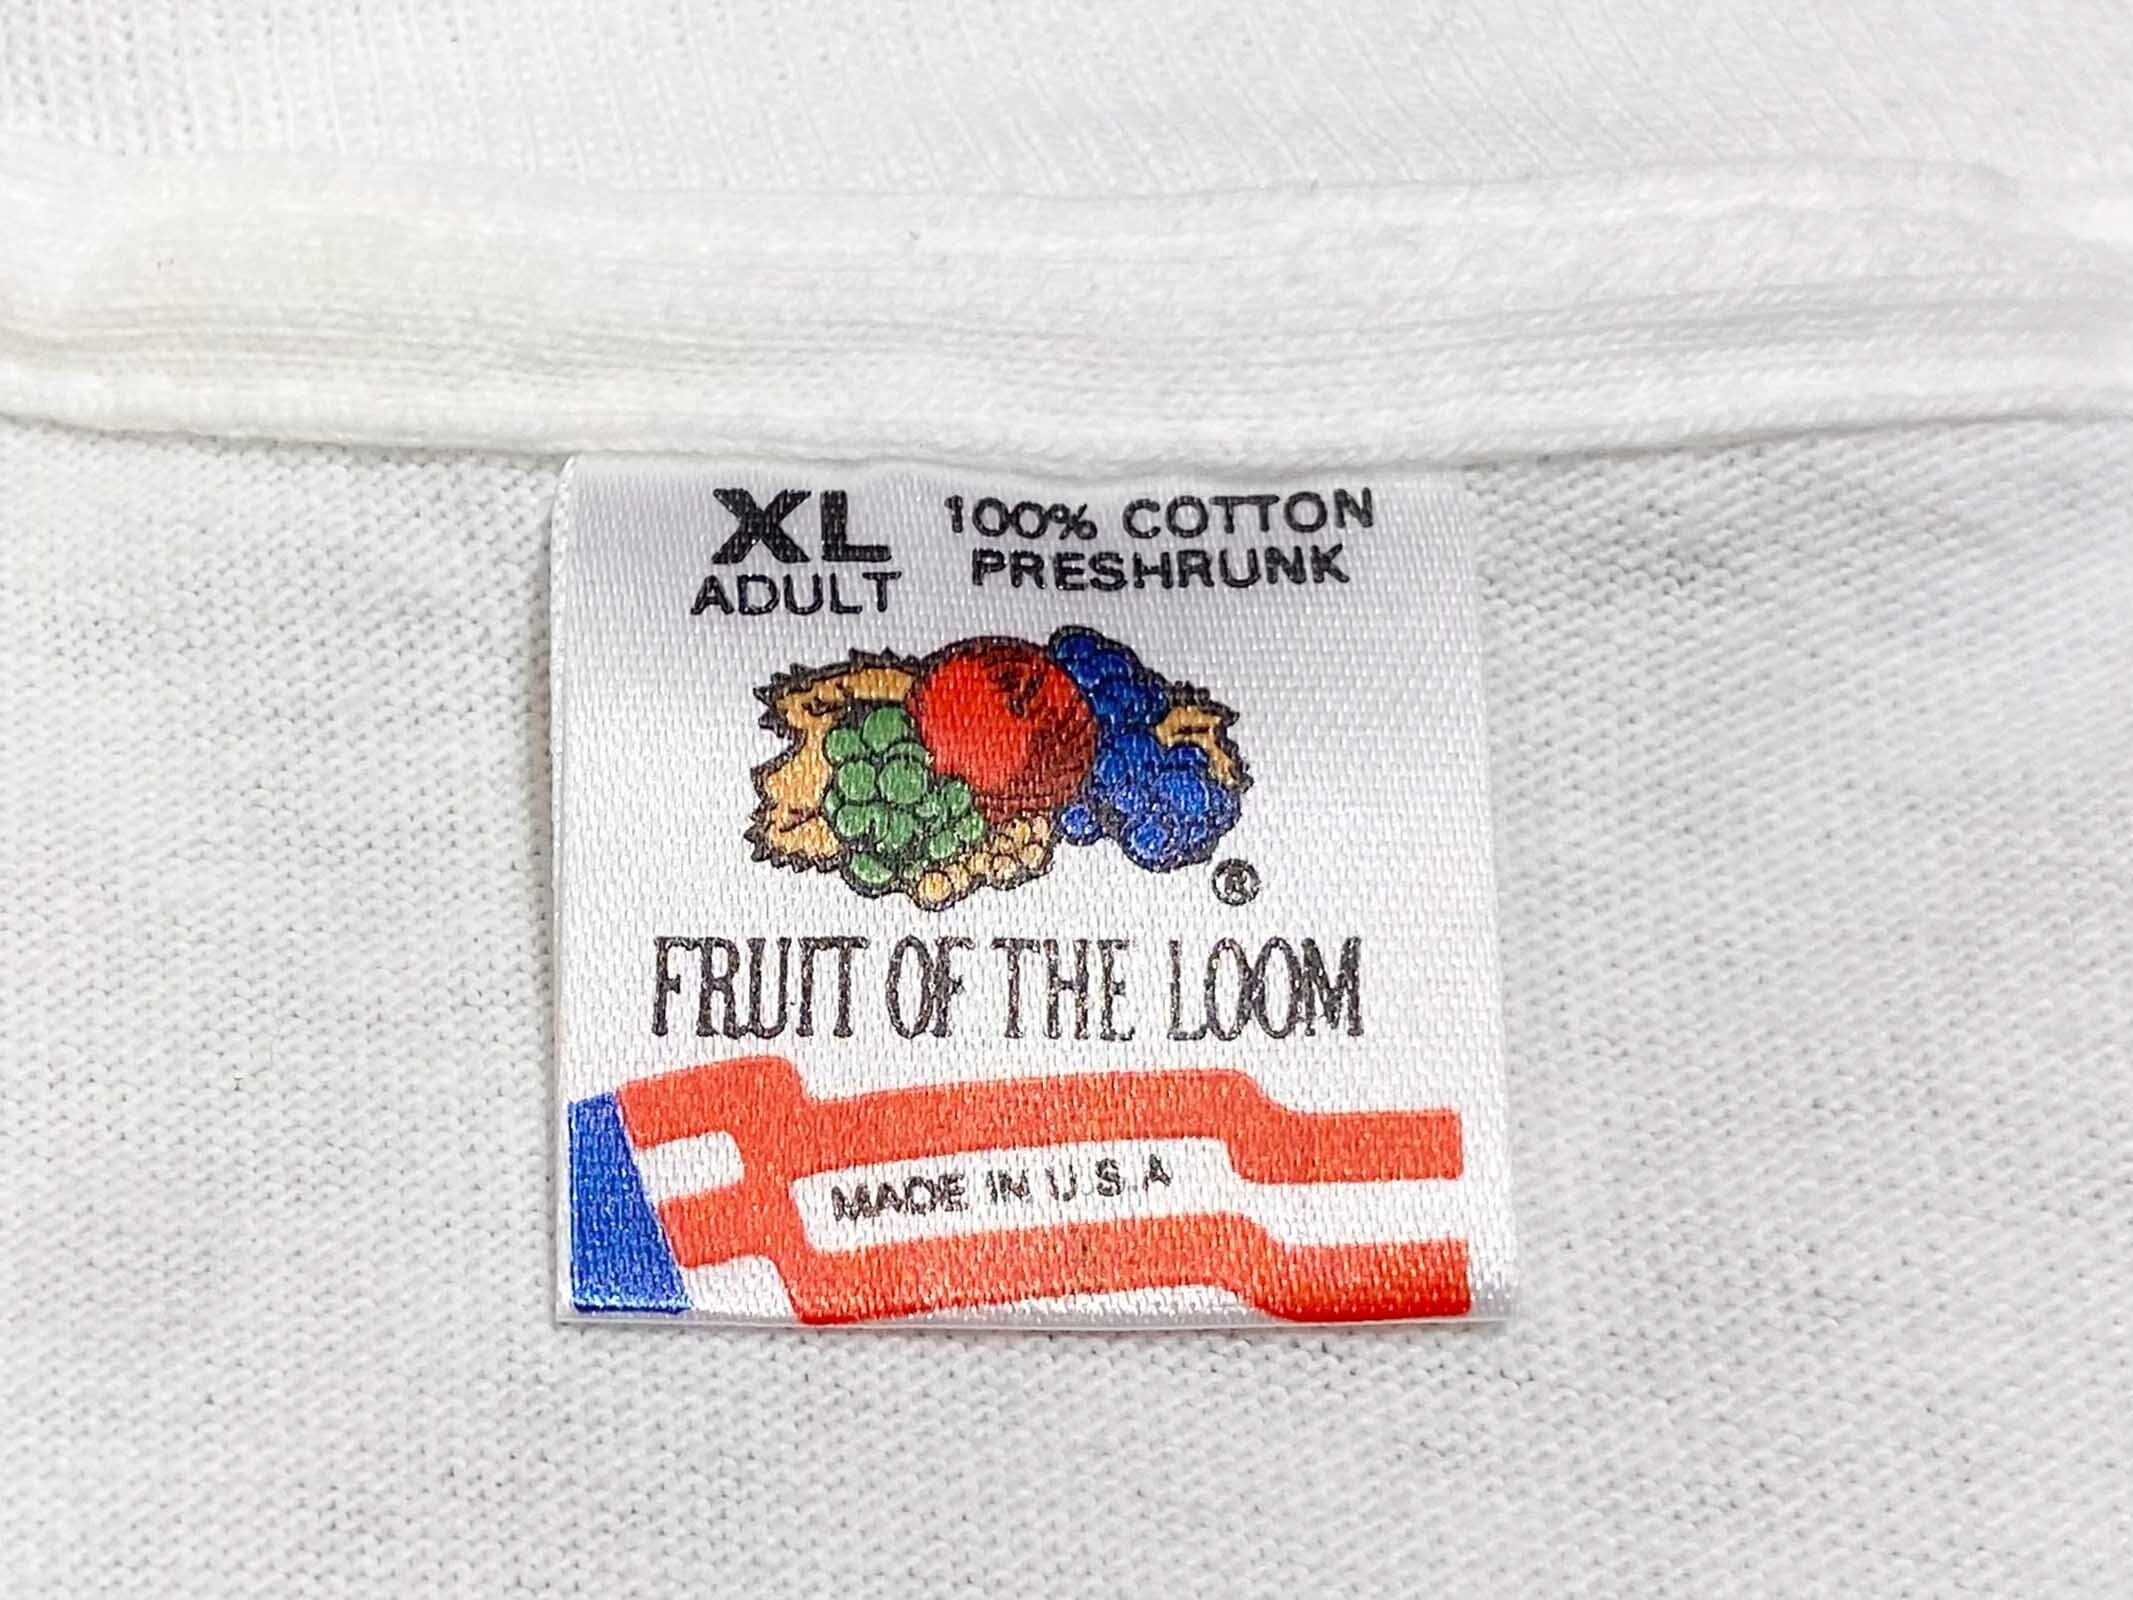 XL
ADULT
100% COTTON
PRESHRUNK
®
FRUIT OF THE LOOM
MADE IN U.S.A